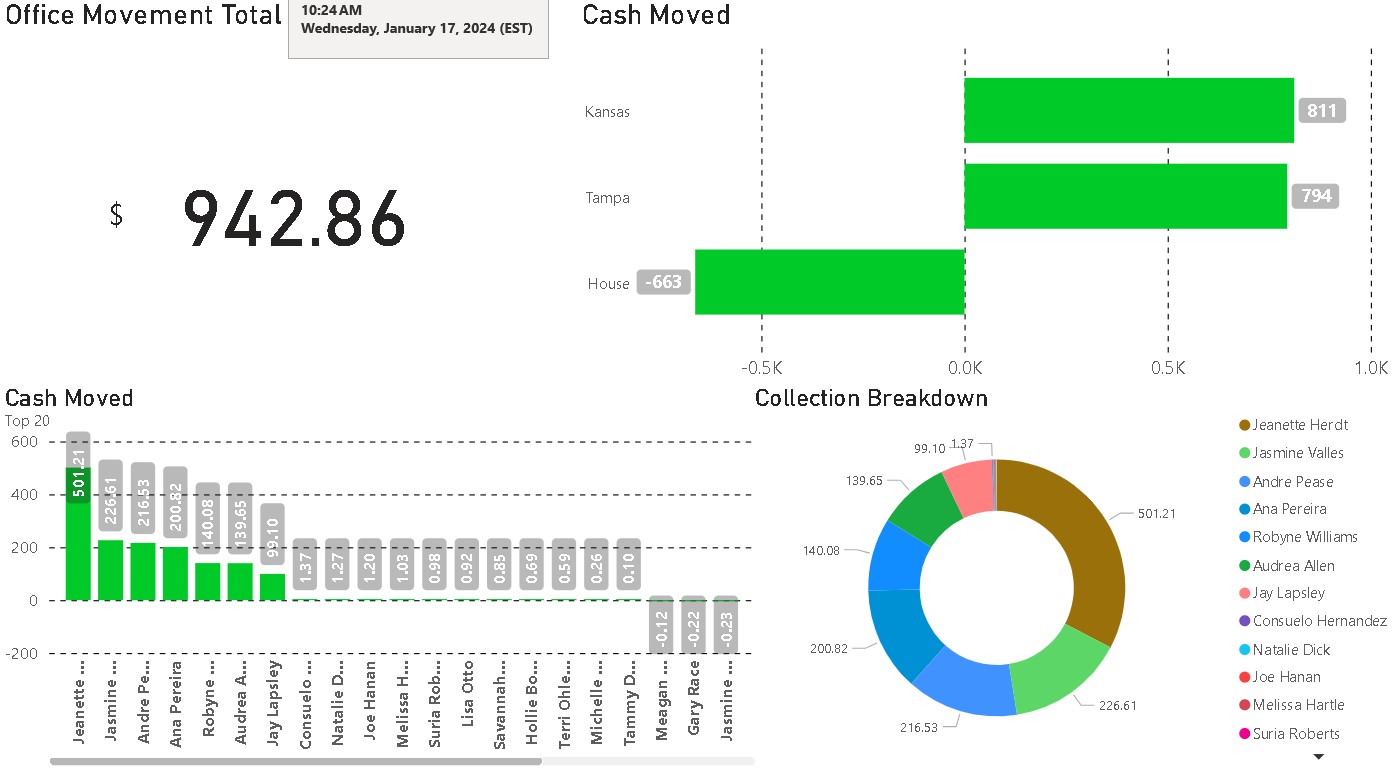 Office Movement Total
10:24AM
Wednesday, January 17, 2024 (EST)
$ 942.86
Cash Moved
Kansas 811
Tampa 794
House -663
-0.5K 0.0K 0.5K 1.0K
Cash Moved
Top 20
600
400
200
0
-200
501.21 226.61 216.53 200.82 140.08 139.65 99.10 1.37 1.27 1.20 1.03 0.98 0.92 0.85 0.69 0.59 0.26 0.10 -0.12 -0.22 -0.23
Jeanette ...
Jasmine ...
Andre Pe...
Ana Pereira
Robyne ...
Audrea A...
Jay Lapsley
Consuelo ...
Natalie D...
Joe Hanan
Melissa H...
Suria Rob...
Lisa Otto
Savannah...
Hollie Bo...
Terri Ohle...
Michelle ...
Tammy D...
Meagan ...
Gary Race
Jasmine ...
Collection Breakdown
99.10 1.37
139.65
501.21
140.08
200.82
226.61
216.53
Jeanette Herdt
Jasmine Valles
Andre Pease
Ana Pereira
Robyne Williams
Audrea Allen
Jay Lapsley
Consuelo Hernandez
Natalie Dick
Joe Hanan
Melissa Hartle
Suria Roberts